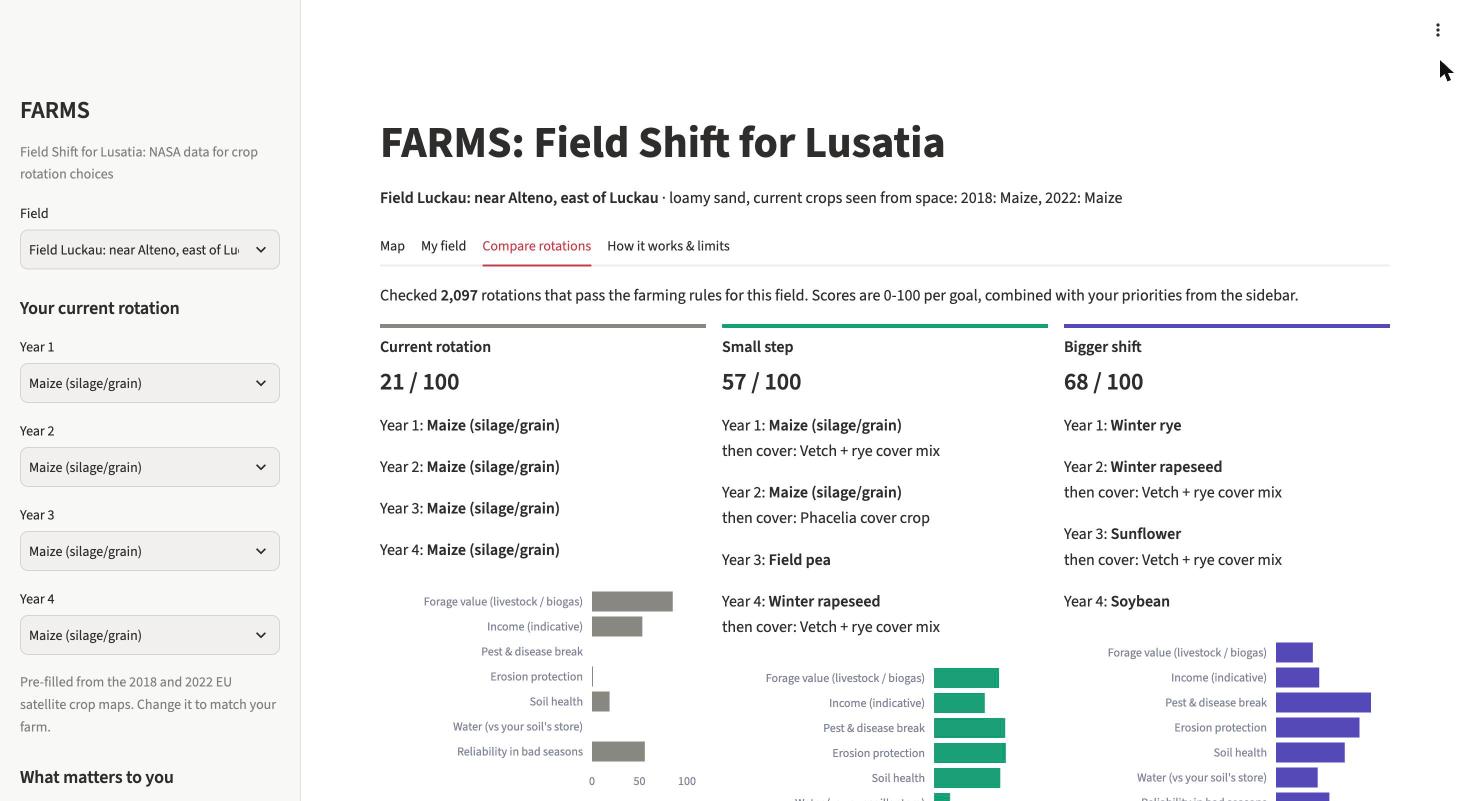 FARMS
Field Shift for Lusatia: NASA data for crop
rotation choices
Field
Field Luckau: near Alteno, east of
Your current rotation
Year 1
Maize (silage/grain)
Year 2
Maize (silage/grain)
Year 3
Maize (silage/grain)
Year 4
Maize (silage/grain)
Pre-filled from the 2018 and 2022 EU
satellite crop maps. Change it to match your
farm.
What matters to you
FARMS: Field Shift for Lusatia
Field Luckau: near Alteno, east of Luckau · loamy sand, current crops seen from space: 2018: Maize, 2022: Maize
Map My field Compare rotations How it works & limits
Checked 2,097 rotations that pass the farming rules for this field. Scores are 0-100 per goal, combined with your priorities from the sidebar.
Current rotation
21 / 100
Year 1: Maize (silage/grain)
Year 2: Maize (silage/grain)
Year 3: Maize (silage/grain)
Year 4: Maize (silage/grain)
Forage value (livestock / biogas)
Income (indicative)
Pest & disease break
Erosion protection
Soil health
Water (vs your soil's store)
Reliability in bad seasons
0 50 100
Small step
57 / 100
Year 1: Maize (silage/grain)
then cover: Vetch + rye cover mix
Year 2: Maize (silage/grain)
then cover: Phacelia cover crop
Year 3: Field pea
Year 4: Winter rapeseed
then cover: Vetch + rye cover mix
Forage value (livestock / biogas)
Income (indicative)
Pest & disease break
Erosion protection
Soil health
Bigger shift
68 / 100
Year 1: Winter rye
Year 2: Winter rapeseed
then cover: Vetch + rye cover mix
Year 3: Sunflower
then cover: Vetch + rye cover mix
Year 4: Soybean
Forage value (livestock / biogas)
Income (indicative)
Pest & disease break
Erosion protection
Soil health
Water (vs your soil's store)